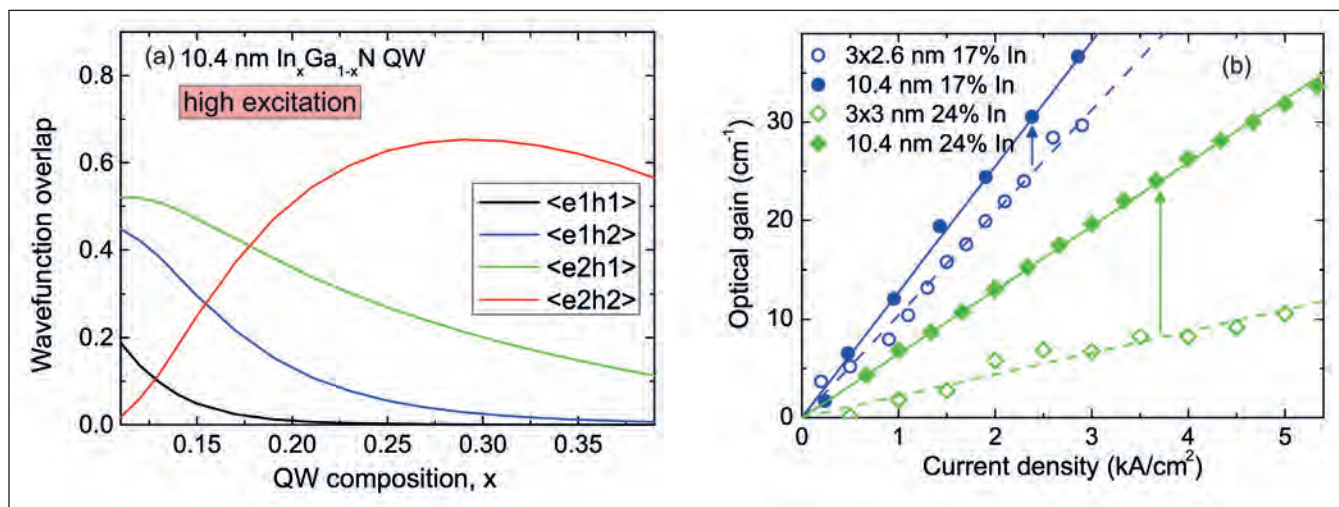 (a) 10.4 nm InxGa1-xN QW
high excitation
Wavefunction overlap
0.8
0.6
0.4
0.2
0.0
<e1h1>
<e1h2>
<e2h1>
<e2h2>
0.15
0.20
0.25
0.30
0.35
QW composition, x
(b)
3x2.6 nm 17% In
10.4 nm 17% In
3x3 nm 24% In
10.4 nm 24% In
Optical gain (cm-1)
30
20
10
0
0
1
2
3
4
5
Current density (kA/cm2)